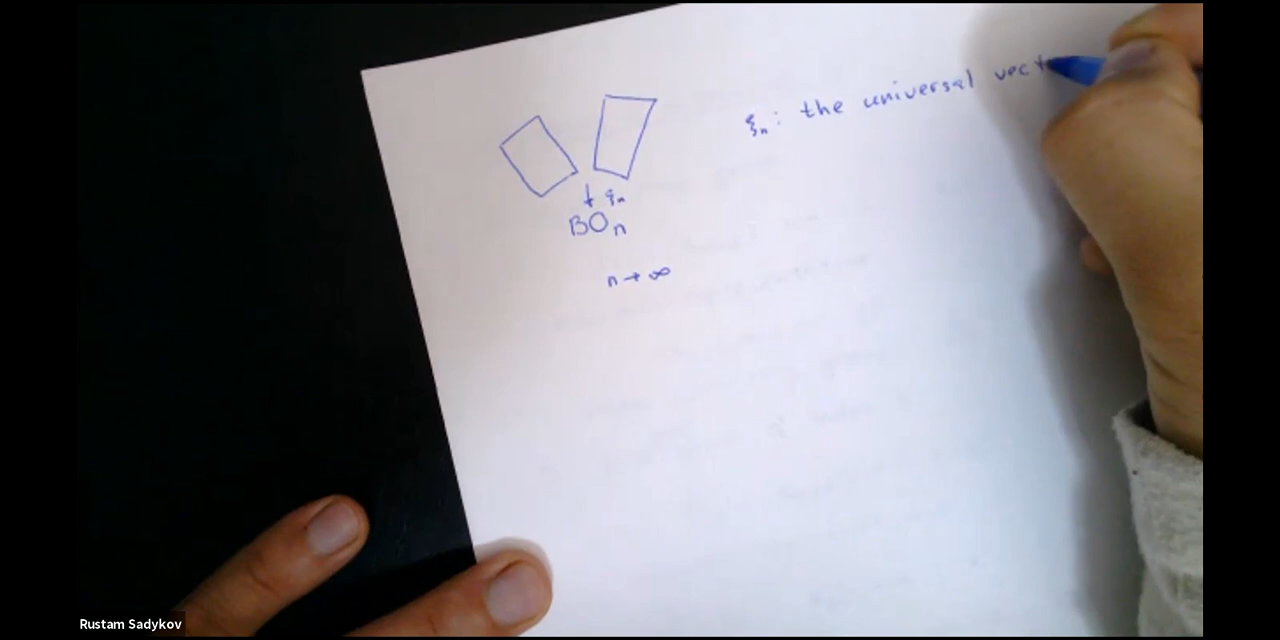 ξₙ: the universal vect
↓ ξₙ
BOₙ
n → ∞
Rustam Sadykov